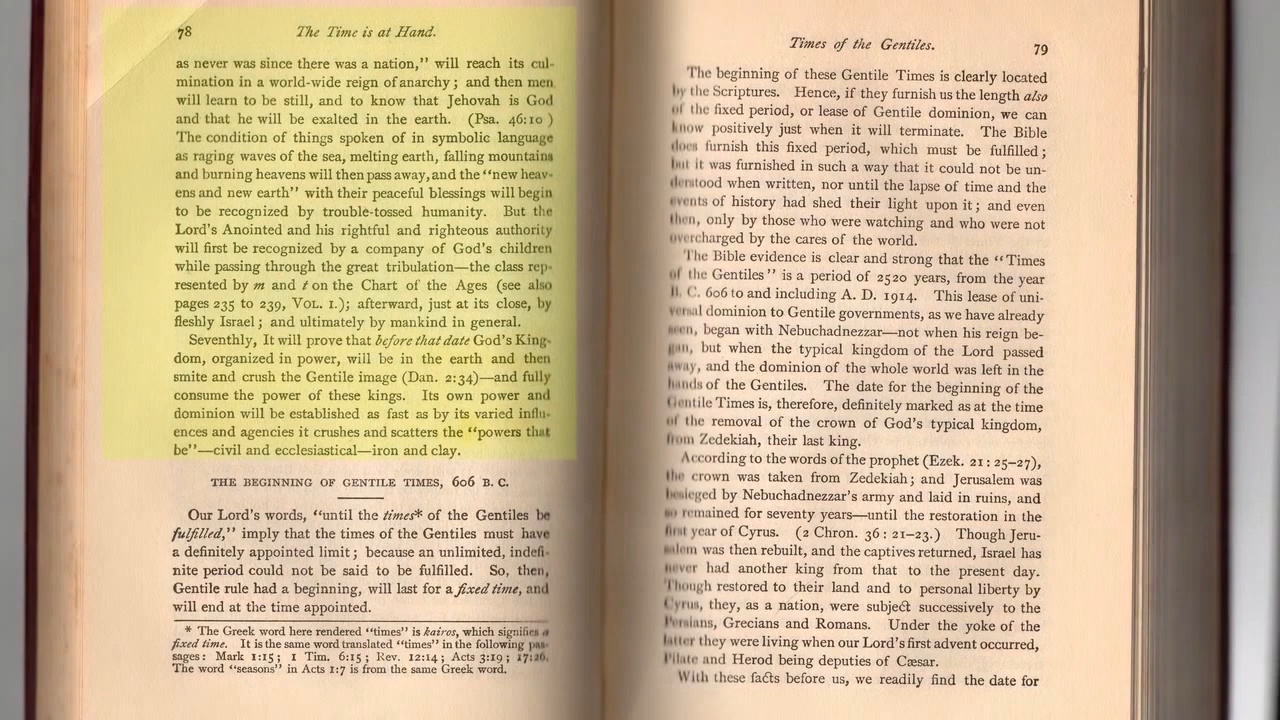 78
The Time is at Hand.
as never was since there was a nation,” will reach its cul-
mination in a world-wide reign of anarchy; and then men
will learn to be still, and to know that Jehovah is God
and that he will be exalted in the earth. (Psa. 46:10)
The condition of things spoken of in symbolic language
as raging waves of the sea, melting earth, falling mountains
and burning heavens will then pass away, and the “new heav-
ens and new earth” with their peaceful blessings will begin
to be recognized by trouble-tossed humanity. But the
Lord’s Anointed and his rightful and righteous authority
will first be recognized by a company of God’s children
while passing through the great tribulation—the class rep-
resented by m and t on the Chart of the Ages (see also
pages 235 to 239, VOL. I.); afterward, just at its close, by
fleshly Israel; and ultimately by mankind in general.
Seventhly, It will prove that before that date God’s King-
dom, organized in power, will be in the earth and then
smite and crush the Gentile image (Dan. 2:34)—and fully
consume the power of these kings. Its own power and
dominion will be established as fast as by its varied influ-
ences and agencies it crushes and scatters the “powers that
be”—civil and ecclesiastical—iron and clay.
THE BEGINNING OF GENTILE TIMES, 606 B. C.
Our Lord’s words, “until the times* of the Gentiles be
fulfilled,” imply that the times of the Gentiles must have
a definitely appointed limit; because an unlimited, indefi-
nite period could not be said to be fulfilled. So, then,
Gentile rule had a beginning, will last for a fixed time, and
will end at the time appointed.
* The Greek word here rendered “times” is kairos, which signifies a
fixed time. It is the same word translated “times” in the following pas-
sages: Mark 1:15; 1 Tim. 6:15; Rev. 12:14; Acts 3:19; 17:26.
The word “seasons” in Acts 1:7 is from the same Greek word.
Times of the Gentiles.
79
The beginning of these Gentile Times is clearly located
by the Scriptures. Hence, if they furnish us the length also
of the fixed period, or lease of Gentile dominion, we can
know positively just when it will terminate. The Bible
does furnish this fixed period, which must be fulfilled;
but it was furnished in such a way that it could not be un-
derstood when written, nor until the lapse of time and the
events of history had shed their light upon it; and even
then, only by those who were watching and who were not
overcharged by the cares of the world.
The Bible evidence is clear and strong that the “Times
of the Gentiles” is a period of 2520 years, from the year
B. C. 606 to and including A. D. 1914. This lease of uni-
versal dominion to Gentile governments, as we have already
seen, began with Nebuchadnezzar—not when his reign be-
gan, but when the typical kingdom of the Lord passed
away, and the dominion of the whole world was left in the
hands of the Gentiles. The date for the beginning of the
Gentile Times is, therefore, definitely marked as at the time
of the removal of the crown of God’s typical kingdom,
from Zedekiah, their last king.
According to the words of the prophet (Ezek. 21:25-27),
the crown was taken from Zedekiah; and Jerusalem was
besieged by Nebuchadnezzar’s army and laid in ruins, and
so remained for seventy years—until the restoration in the
first year of Cyrus. (2 Chron. 36:21-23.) Though Jeru-
salem was then rebuilt, and the captives returned, Israel has
never had another king from that to the present day.
Though restored to their land and to personal liberty by
Cyrus, they, as a nation, were subject successively to the
Persians, Grecians and Romans. Under the yoke of the
latter they were living when our Lord’s first advent occurred,
Pilate and Herod being deputies of Cæsar.
With these facts before us, we readily find the date for